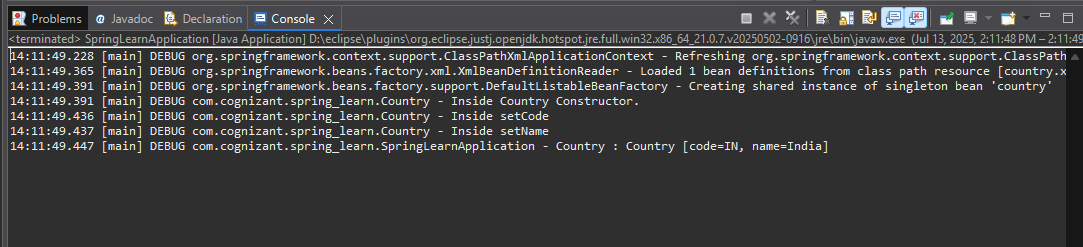 Problems @ Javadoc Declaration Console
<terminated> SpringLearnApplication [Java Application] D:\eclipse\plugins\org.eclipse.justj.openjdk.hotspot.jre.full.win32.x86_64_21.0.7.v20250502-0916\jre\bin\javaw.exe (Jul 13, 2025, 2:11:48 PM – 2:11:49
14:11:49.228 [main] DEBUG org.springframework.context.support.ClassPathXmlApplicationContext - Refreshing org.springframework.context.support.ClassPath
14:11:49.365 [main] DEBUG org.springframework.beans.factory.xml.XmlBeanDefinitionReader - Loaded 1 bean definitions from class path resource [country.x
14:11:49.391 [main] DEBUG org.springframework.beans.factory.support.DefaultListableBeanFactory - Creating shared instance of singleton bean 'country'
14:11:49.391 [main] DEBUG com.cognizant.spring_learn.Country - Inside Country Constructor.
14:11:49.436 [main] DEBUG com.cognizant.spring_learn.Country - Inside setCode
14:11:49.437 [main] DEBUG com.cognizant.spring_learn.Country - Inside setName
14:11:49.447 [main] DEBUG com.cognizant.spring_learn.SpringLearnApplication - Country : Country [code=IN, name=India]